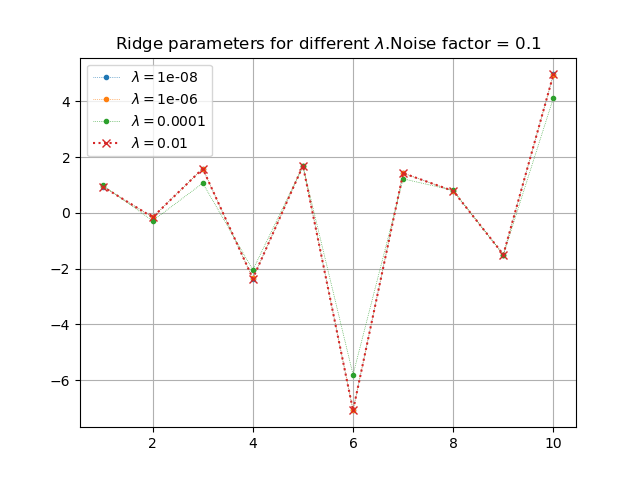 Ridge parameters for different λ.Noise factor = 0.1
λ = 1e-08
λ = 1e-06
λ = 0.0001
λ = 0.01
4
2
0
−2
−4
−6
2 4 6 8 10